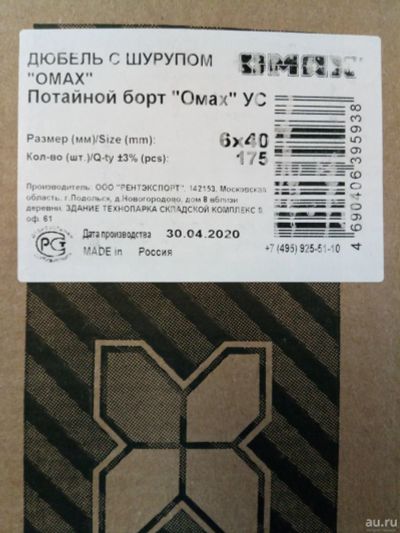 ДЮБЕЛЬ С ШУРУПОМ
"ОМАХ"
Потайной борт "Омах" УС
Размер (мм)/Size (mm): 6x40
Кол-во (шт.)/Q-ty ±3% (pcs): 175
Производитель: ООО "РЕНТЭКСПОРТ", 142153, Московская
область, г.Подольск, д.Новогородово, дом 8 вблизи
деревни, ЗДАНИЕ ТЕХНОПАРКА СКЛАДСКОЙ КОМПЛЕКС
оф. 61
4 690406 395938
+7 (495) 925-51-10
РСТ
Дата производства 30.04.2020
MADE in Россия
au.ru